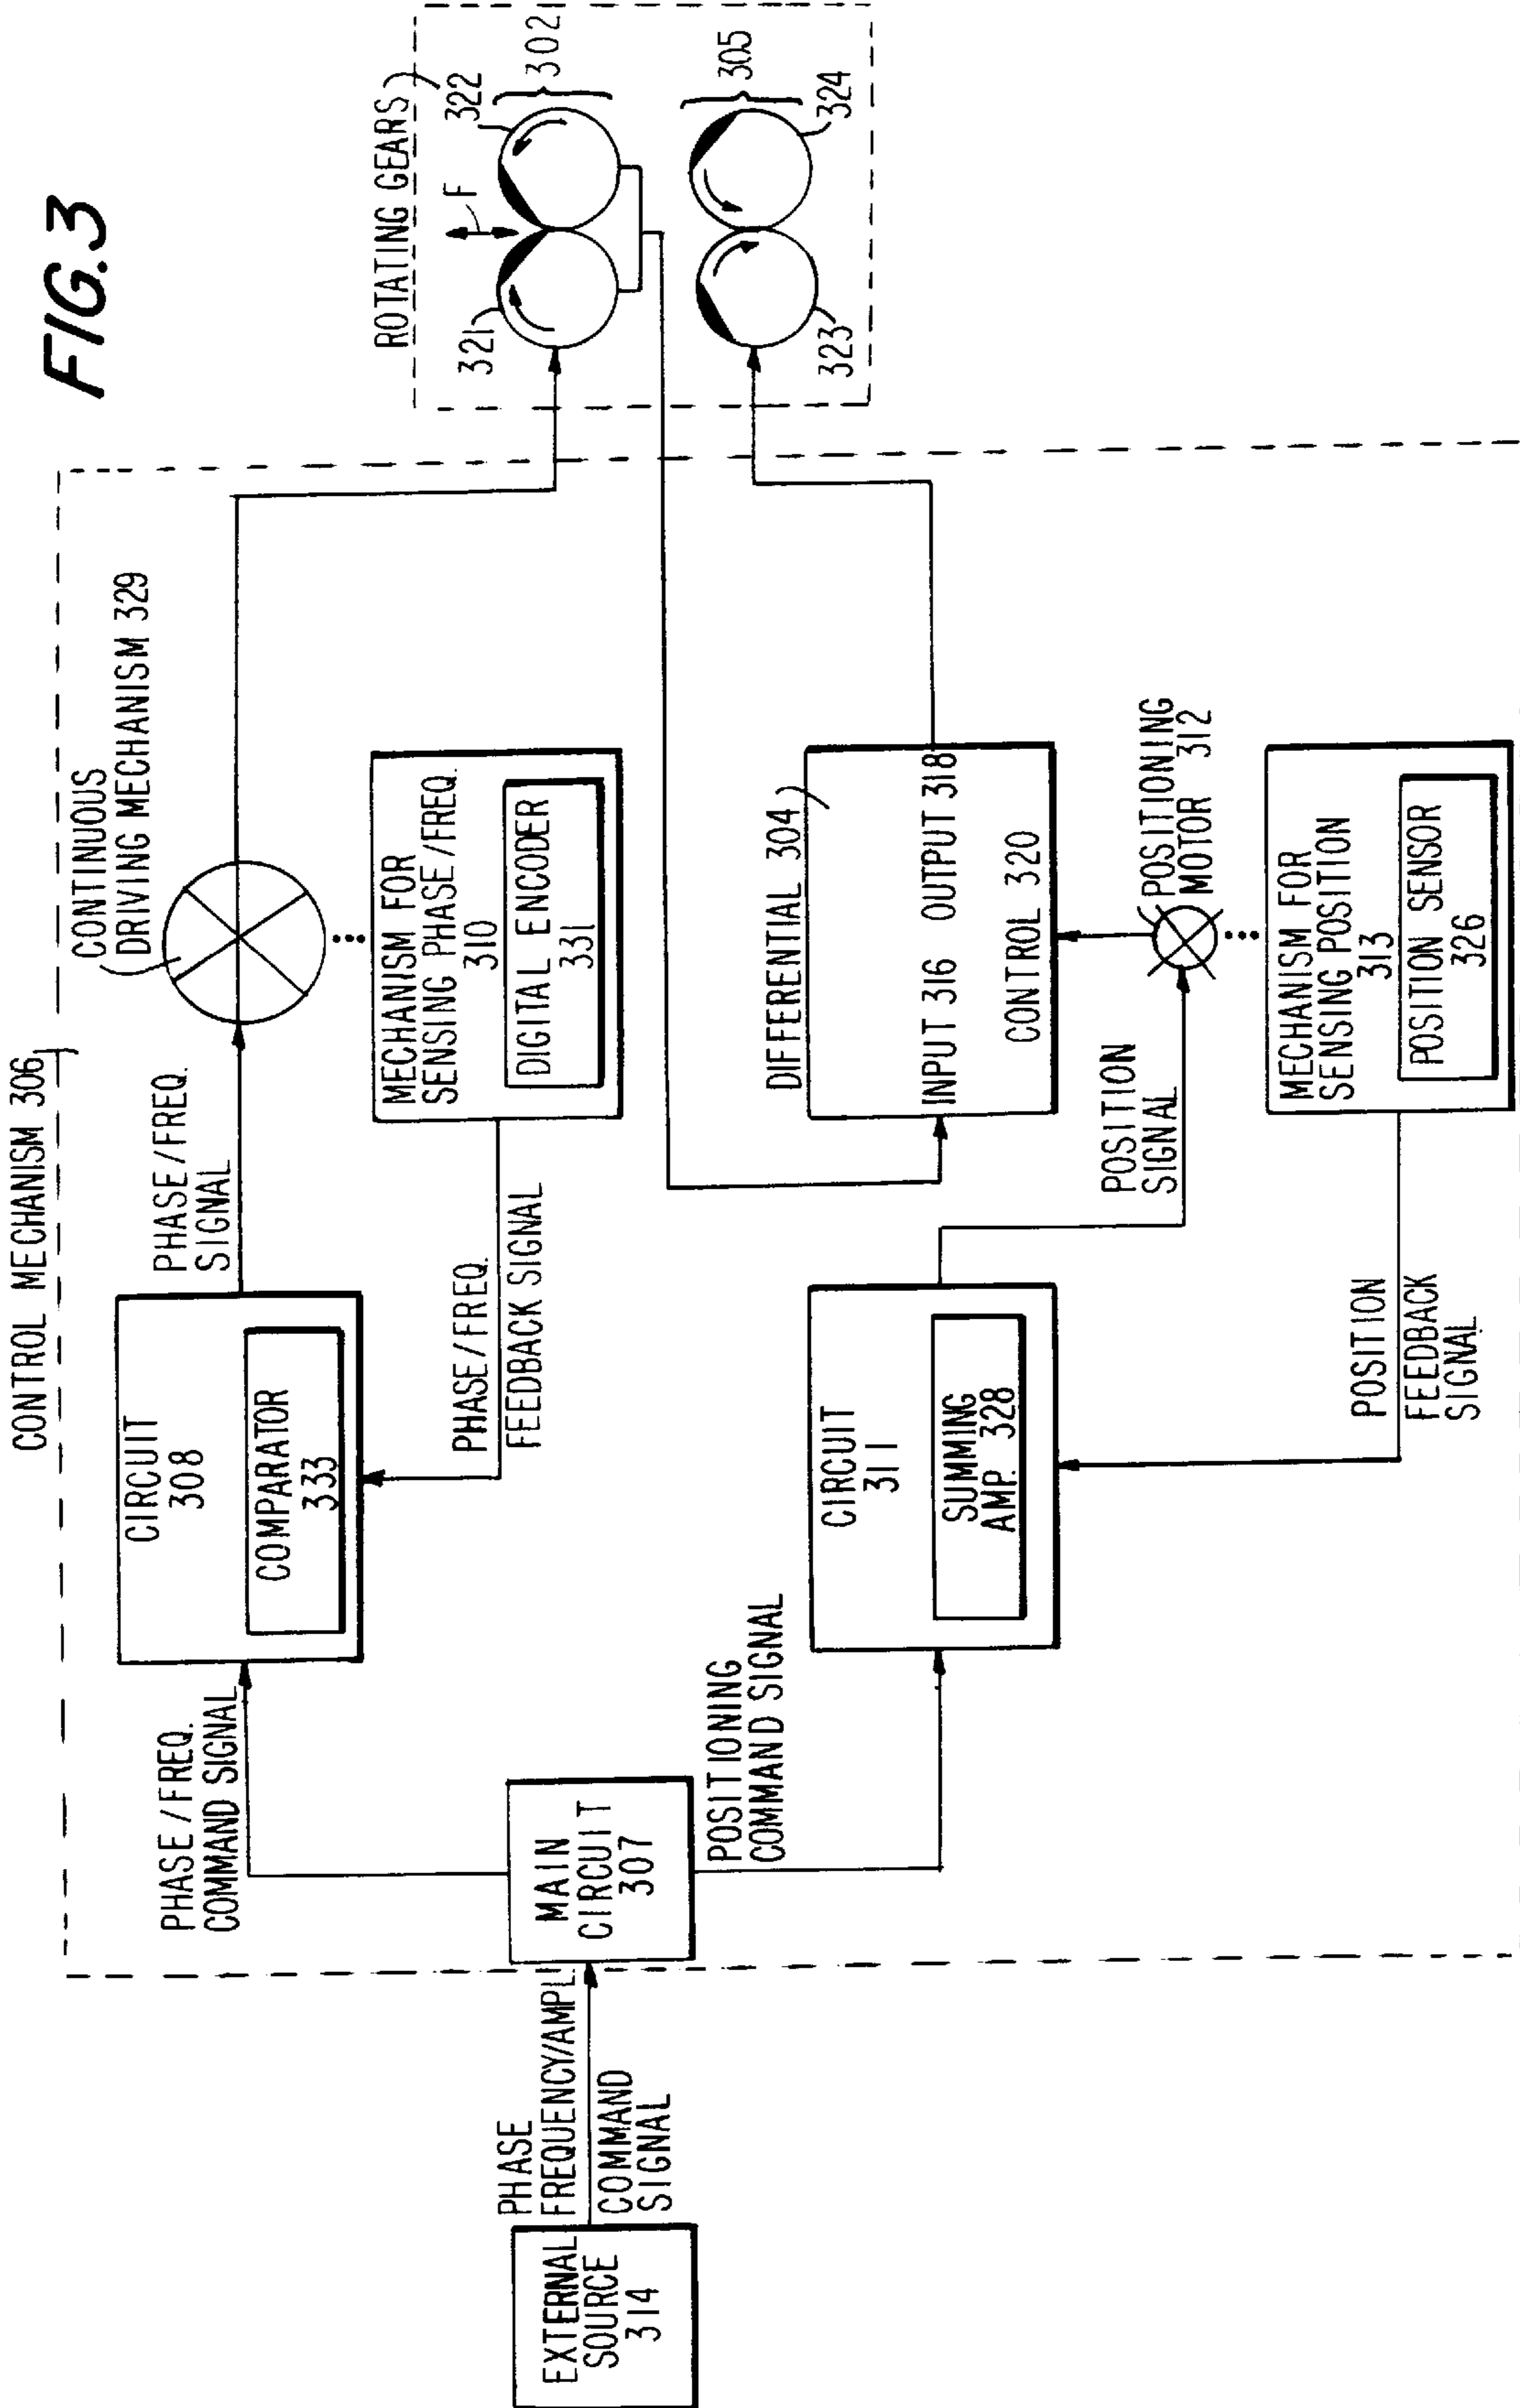 FIG.3
CONTROL MECHANISM 306
CONTINUOUS
DRIVING MECHANISM 329
ROTATING GEARS
322
302
F
321
305
324
323
PHASE/FREQ.
SIGNAL
MECHANISM FOR
SENSING PHASE/FREQ.
310
DIGITAL ENCODER
331
CIRCUIT
308
COMPARATOR
333
PHASE/FREQ.
FEEDBACK SIGNAL
PHASE/FREQ.
COMMAND SIGNAL
EXTERNAL
SOURCE
314
PHASE
FREQUENCY/AMPL
COMMAND
SIGNAL
MAIN
CIRCUIT
307
POSITIONING
COMMAND SIGNAL
CIRCUIT
311
SUMMING
AMP. 328
DIFFERENTIAL 304
INPUT 316 OUTPUT 318
CONTROL 320
POSITION
SIGNAL
POSITIONING
MOTOR 312
MECHANISM FOR
SENSING POSITION
313
POSITION SENSOR
326
POSITION
FEEDBACK
SIGNAL